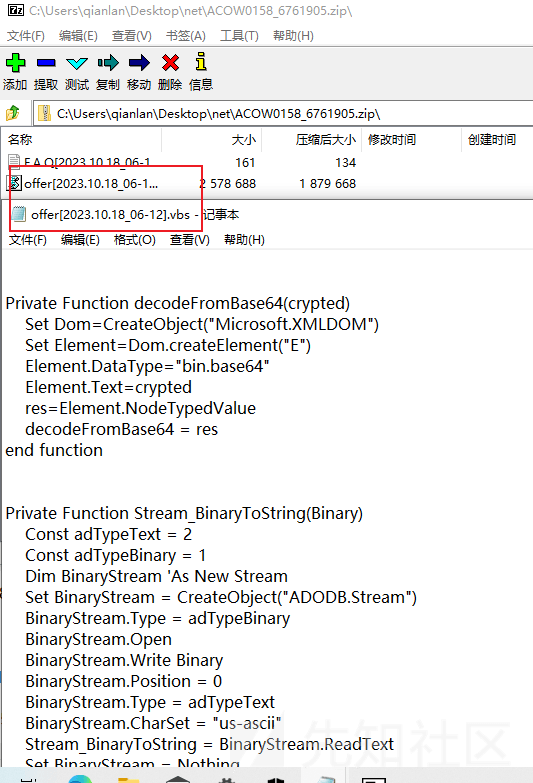 C:\Users\qianlan\Desktop\net\ACOW0158_6761905.zip\
文件(F) 编辑(E) 查看(V) 书签(A) 工具(T) 帮助(H)
添加 提取 测试 复制 移动 删除 信息
C:\Users\qianlan\Desktop\net\ACOW0158_6761905.zip\
名称 大小 压缩后大小 修改时间 创建时间
F.A.Q[2023.10.18_06-1... 161 134
offer[2023.10.18_06-1... 2 578 688 1 879 668
offer[2023.10.18_06-12].vbs - 记事本
文件(F) 编辑(E) 格式(O) 查看(V) 帮助(H)
Private Function decodeFromBase64(crypted)
Set Dom=CreateObject("Microsoft.XMLDOM")
Set Element=Dom.createElement("E")
Element.DataType="bin.base64"
Element.Text=crypted
res=Element.NodeTypedValue
decodeFromBase64 = res
end function
Private Function Stream_BinaryToString(Binary)
Const adTypeText = 2
Const adTypeBinary = 1
Dim BinaryStream 'As New Stream
Set BinaryStream = CreateObject("ADODB.Stream")
BinaryStream.Type = adTypeBinary
BinaryStream.Open
BinaryStream.Write Binary
BinaryStream.Position = 0
BinaryStream.Type = adTypeText
BinaryStream.CharSet = "us-ascii"
Stream_BinaryToString = BinaryStream.ReadText
Set BinaryStream = Nothing
先知社区